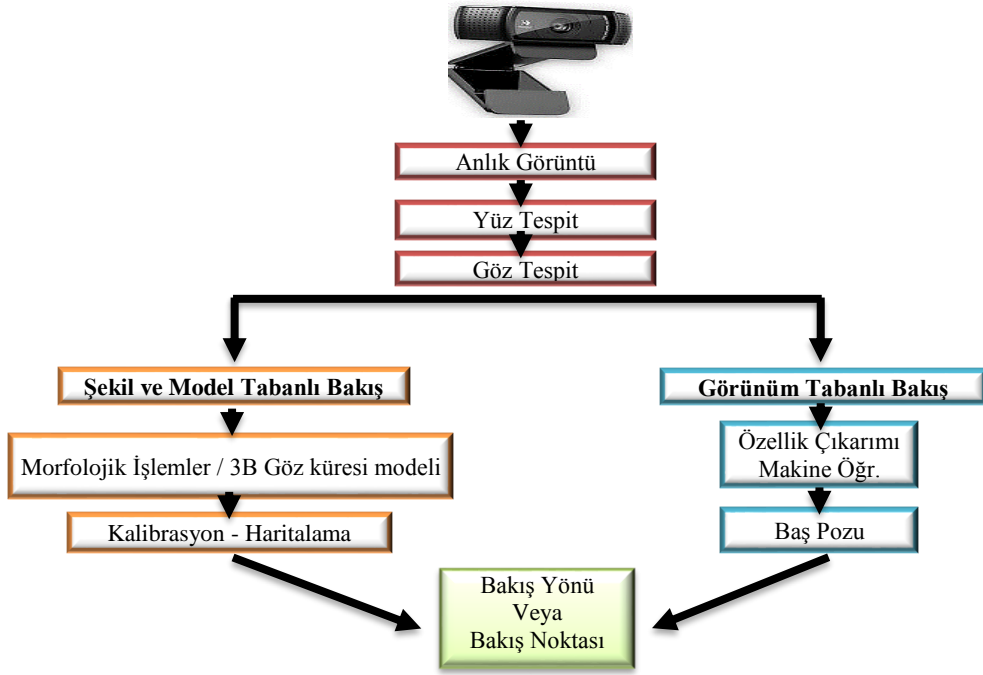 Anlık Görüntü
Yüz Tespit
Göz Tespit
Şekil ve Model Tabanlı Bakış
Morfolojik İşlemler / 3B Göz küresi modeli
Kalibrasyon - Haritalama
Görünüm Tabanlı Bakış
Özellik Çıkarımı
Makine Öğr.
Baş Pozu
Bakış Yönü
Veya
Bakış Noktası